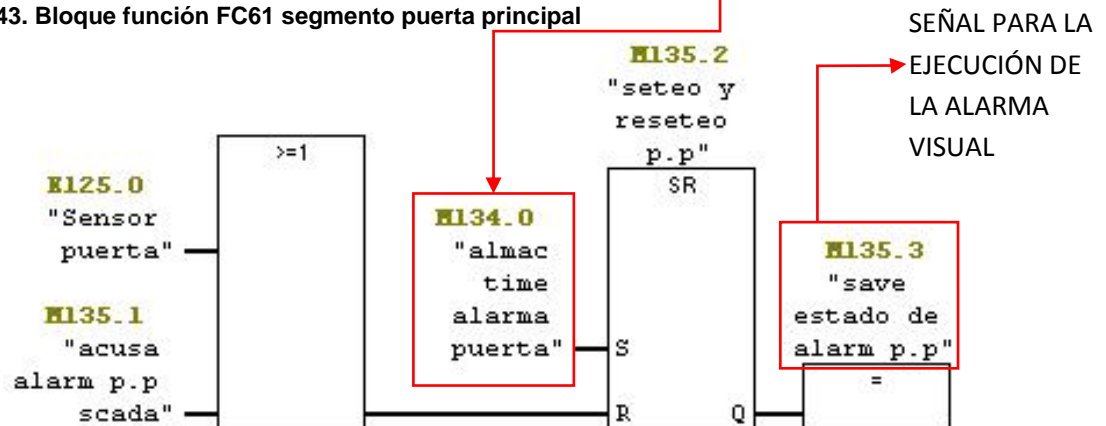 43. Bloque función FC61 segmento puerta principal
SEÑAL PARA LA
EJECUCIÓN DE
LA ALARMA
VISUAL
M135.2
"seteo y
reseteo
p.p"
SR
>=1
E125.0
"Sensor
puerta"
M135.1
"acusa
alarm p.p
scada"
M134.0
"almac
time
alarma
puerta"
S
R
Q
M135.3
"save
estado de
alarm p.p"
=